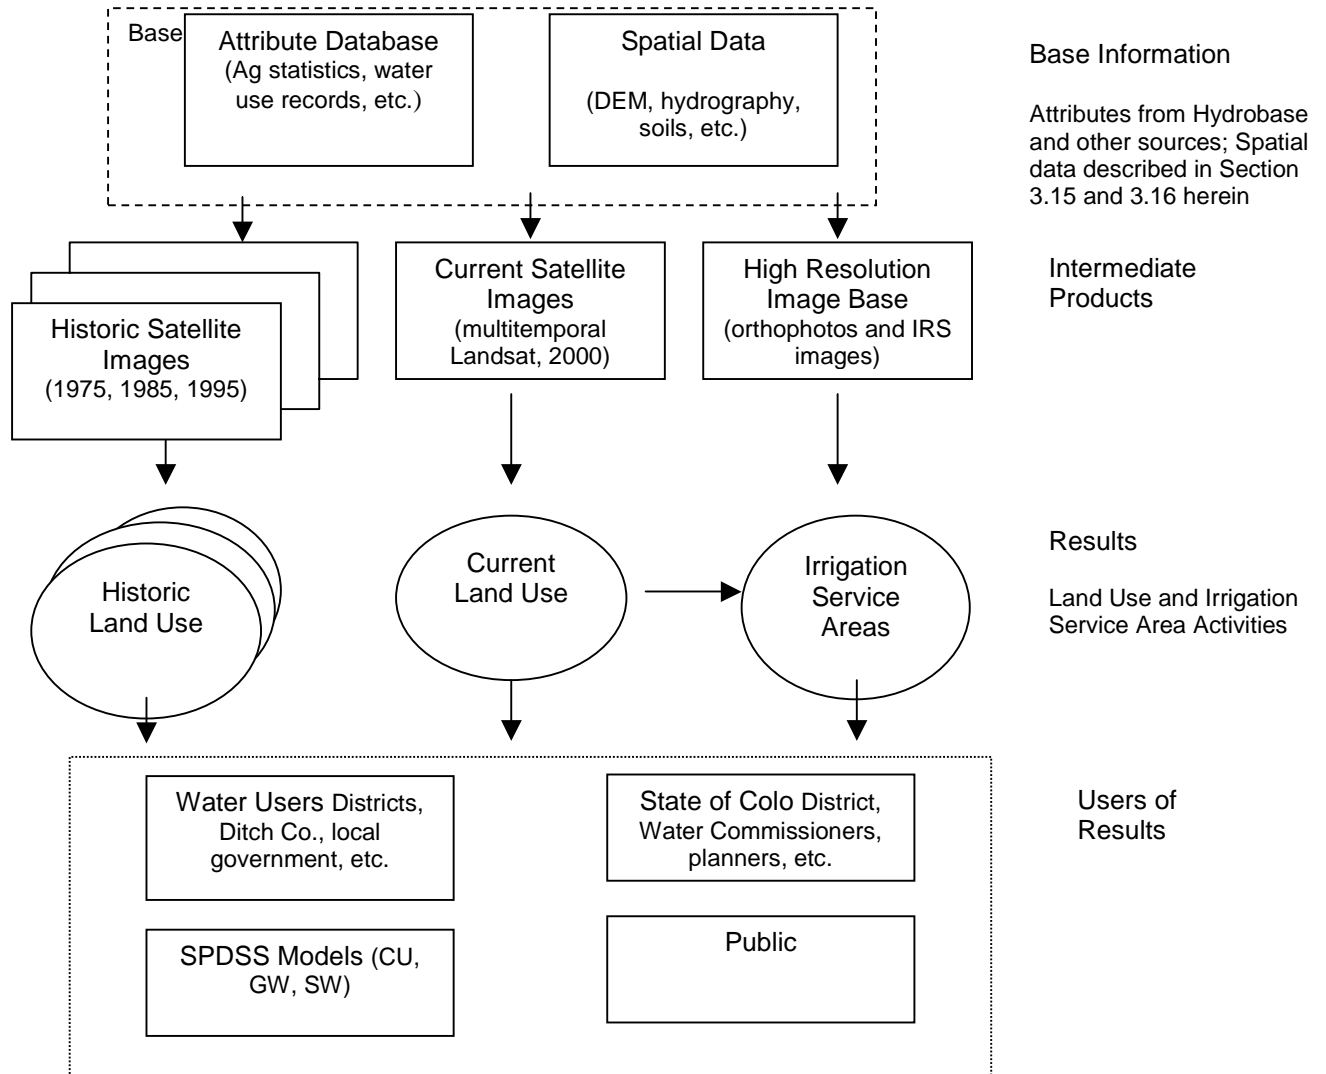 Base
Attribute Database
(Ag statistics, water
use records, etc.)
Spatial Data
(DEM, hydrography,
soils, etc.)
Base Information
Attributes from Hydrobase
and other sources; Spatial
data described in Section
3.15 and 3.16 herein
Historic Satellite
Images
(1975, 1985, 1995)
Current Satellite
Images
(multitemporal
Landsat, 2000)
High Resolution
Image Base
(orthophotos and IRS
images)
Intermediate
Products
Historic
Land Use
Current
Land Use
Irrigation
Service
Areas
Results
Land Use and Irrigation
Service Area Activities
Water Users Districts,
Ditch Co., local
government, etc.
State of Colo District,
Water Commissioners,
planners, etc.
Users of
Results
SPDSS Models (CU,
GW, SW)
Public